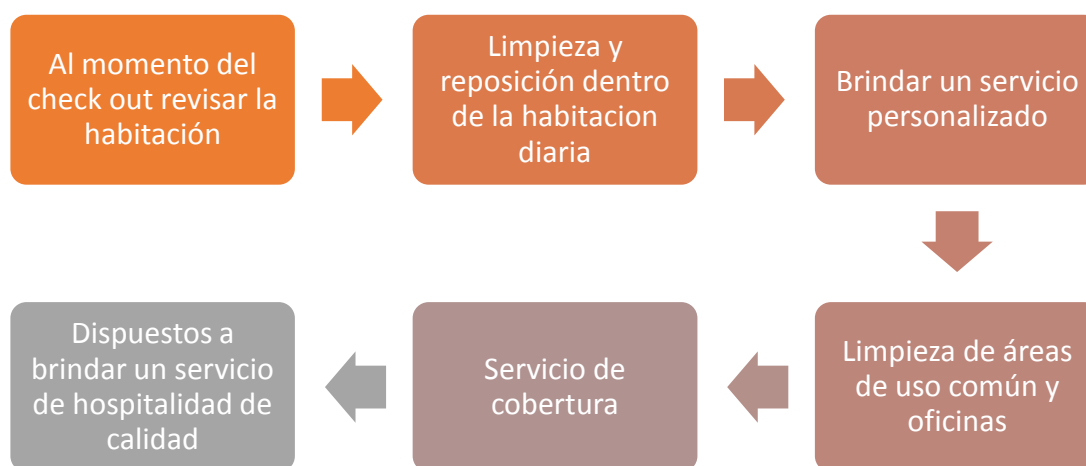 Al momento del
check out revisar la
habitación
Limpieza y
reposición dentro
de la habitacion
diaria
Brindar un servicio
personalizado
Limpieza de áreas
de uso común y
oficinas
Servicio de
cobertura
Dispuestos a
brindar un servicio
de hospitalidad de
calidad